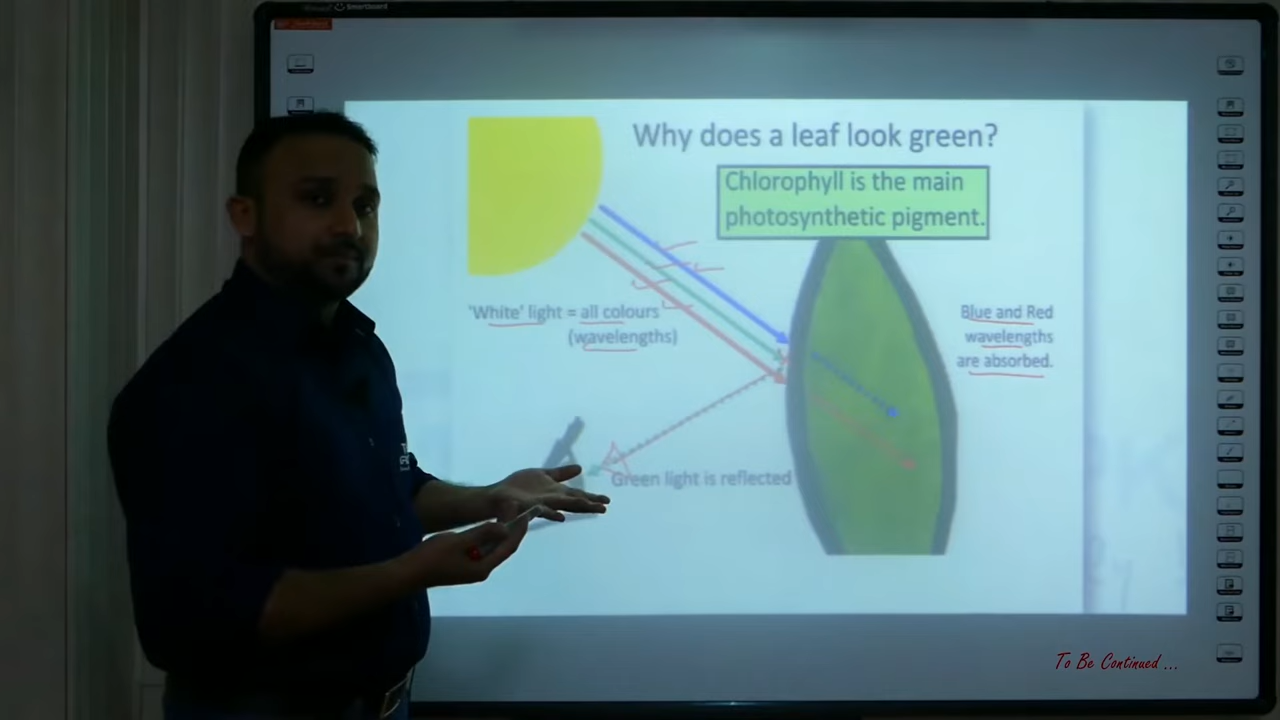 Smartboard
Why does a leaf look green?
Chlorophyll is the main
photosynthetic pigment.
'White' light = all colours
(wavelengths)
Blue and Red
wavelengths
are absorbed.
Green light is reflected
To Be Continued ...